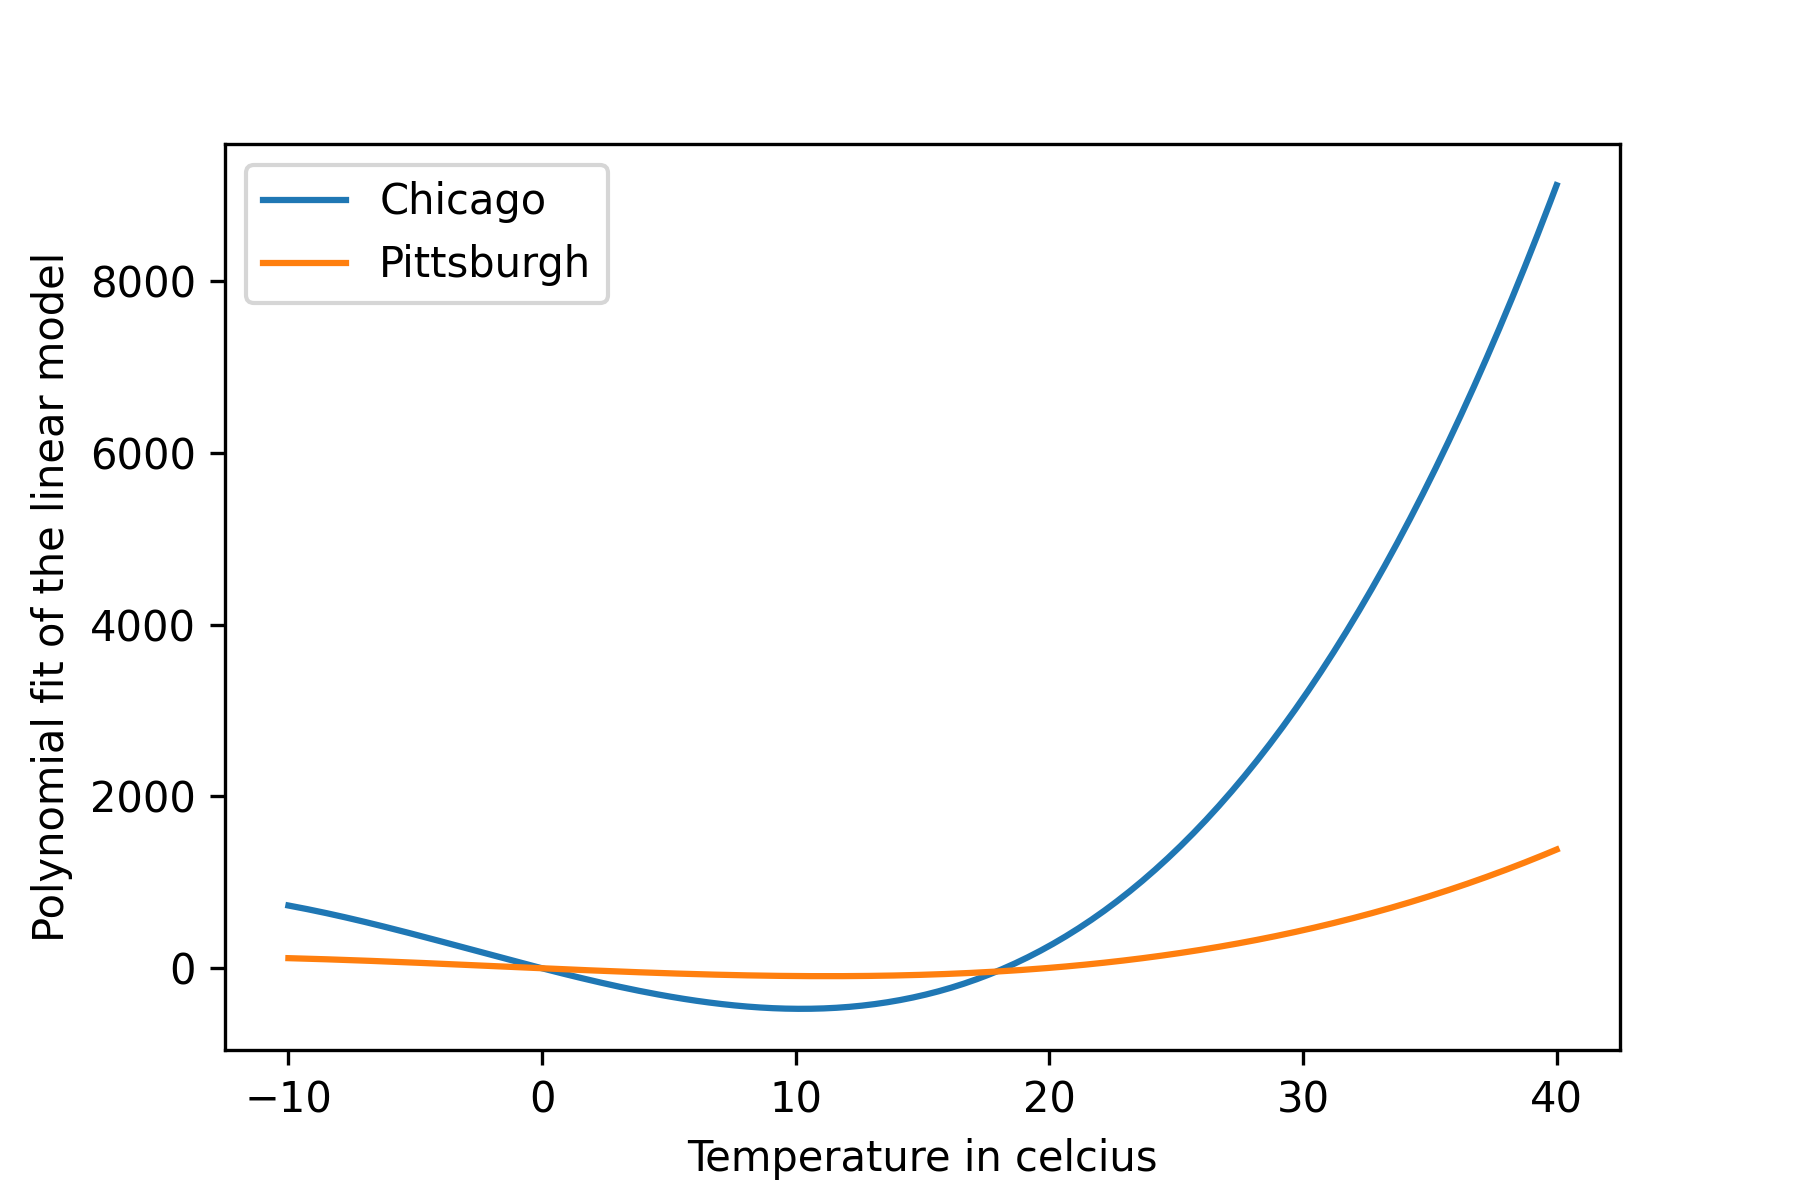 Chicago
Pittsburgh
Polynomial fit of the linear model
8000
6000
4000
2000
0
−10 0 10 20 30 40
Temperature in celcius